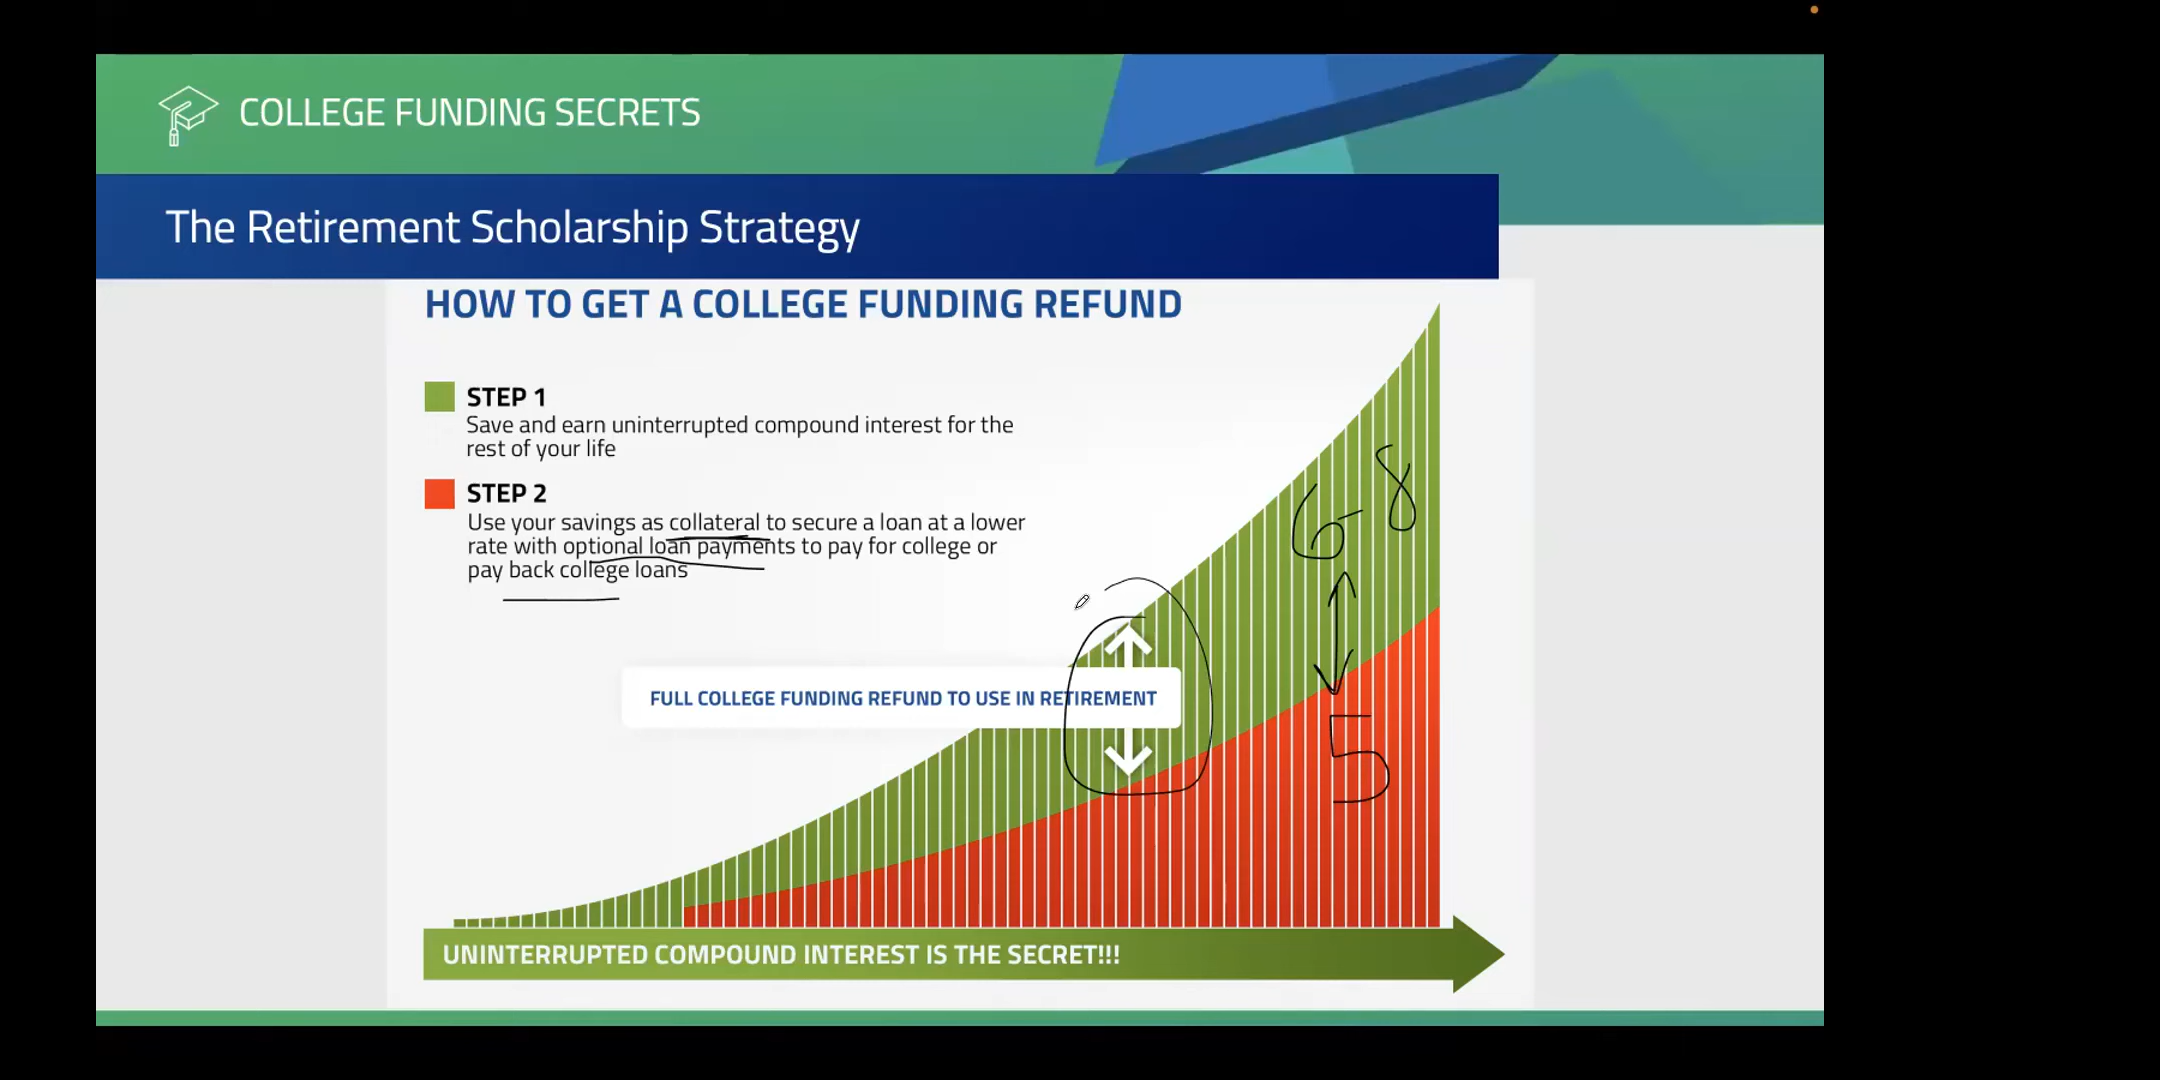 COLLEGE FUNDING SECRETS
The Retirement Scholarship Strategy
HOW TO GET A COLLEGE FUNDING REFUND
STEP 1
Save and earn uninterrupted compound interest for the
rest of your life
STEP 2
Use your savings as collateral to secure a loan at a lower
rate with optional loan payments to pay for college or
pay back college loans
6-8
FULL COLLEGE FUNDING REFUND TO USE IN RETIREMENT
5
UNINTERRUPTED COMPOUND INTEREST IS THE SECRET!!!